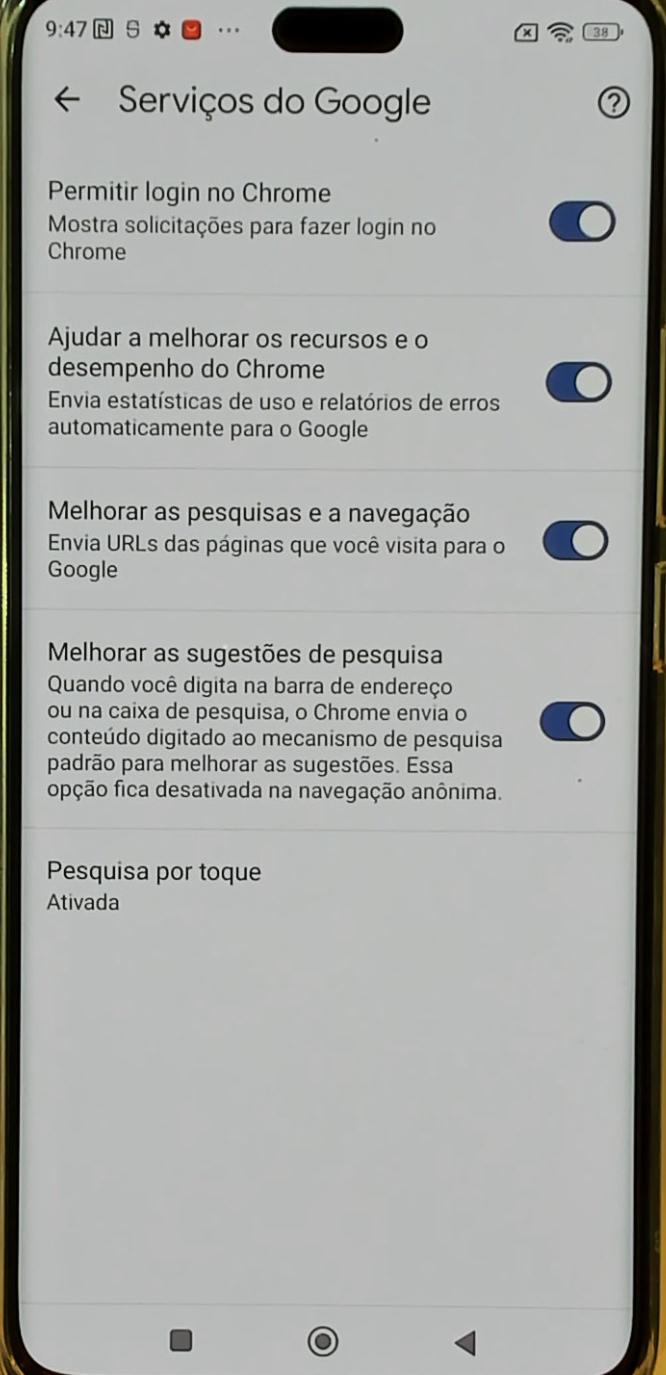 9:47
38
Serviços do Google
Permitir login no Chrome
Mostra solicitações para fazer login no
Chrome
Ajudar a melhorar os recursos e o
desempenho do Chrome
Envia estatísticas de uso e relatórios de erros
automaticamente para o Google
Melhorar as pesquisas e a navegação
Envia URLs das páginas que você visita para o
Google
Melhorar as sugestões de pesquisa
Quando você digita na barra de endereço
ou na caixa de pesquisa, o Chrome envia o
conteúdo digitado ao mecanismo de pesquisa
padrão para melhorar as sugestões. Essa
opção fica desativada na navegação anônima.
Pesquisa por toque
Ativada